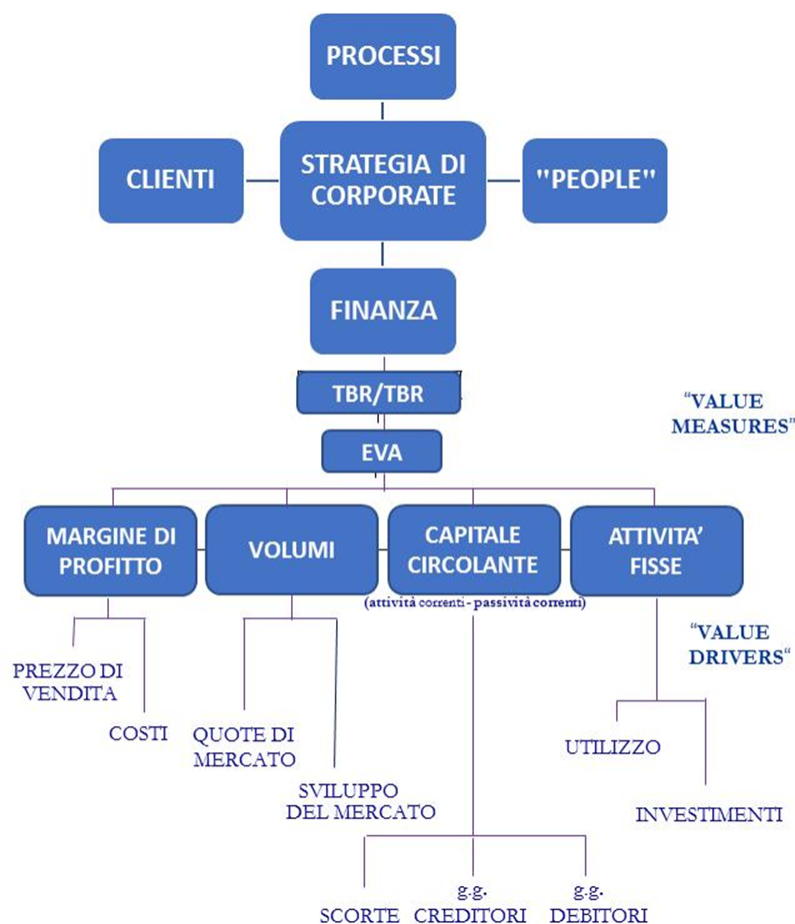 PROCESSI
CLIENTI
STRATEGIA DI
CORPORATE
"PEOPLE"
FINANZA
TBR/TBR
“VALUE
MEASURES”
EVA
MARGINE DI
PROFITTO
VOLUMI
CAPITALE
CIRCOLANTE
ATTIVITA’
FISSE
(attività correnti - passività correnti)
“VALUE
DRIVERS“
PREZZO DI
VENDITA
COSTI
QUOTE DI
MERCATO
UTILIZZO
SVILUPPO
DEL MERCATO
INVESTIMENTI
SCORTE
g.g.
CREDITORI
g.g.
DEBITORI